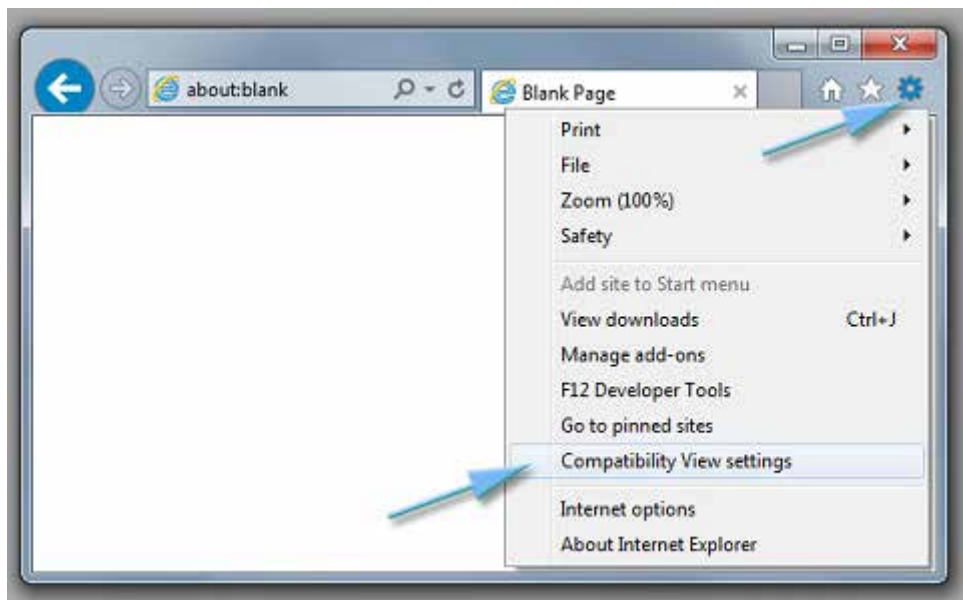 about:blank
Blank Page
Print
File
Zoom (100%)
Safety
Add site to Start menu
View downloads Ctrl+J
Manage add-ons
F12 Developer Tools
Go to pinned sites
Compatibility View settings
Internet options
About Internet Explorer